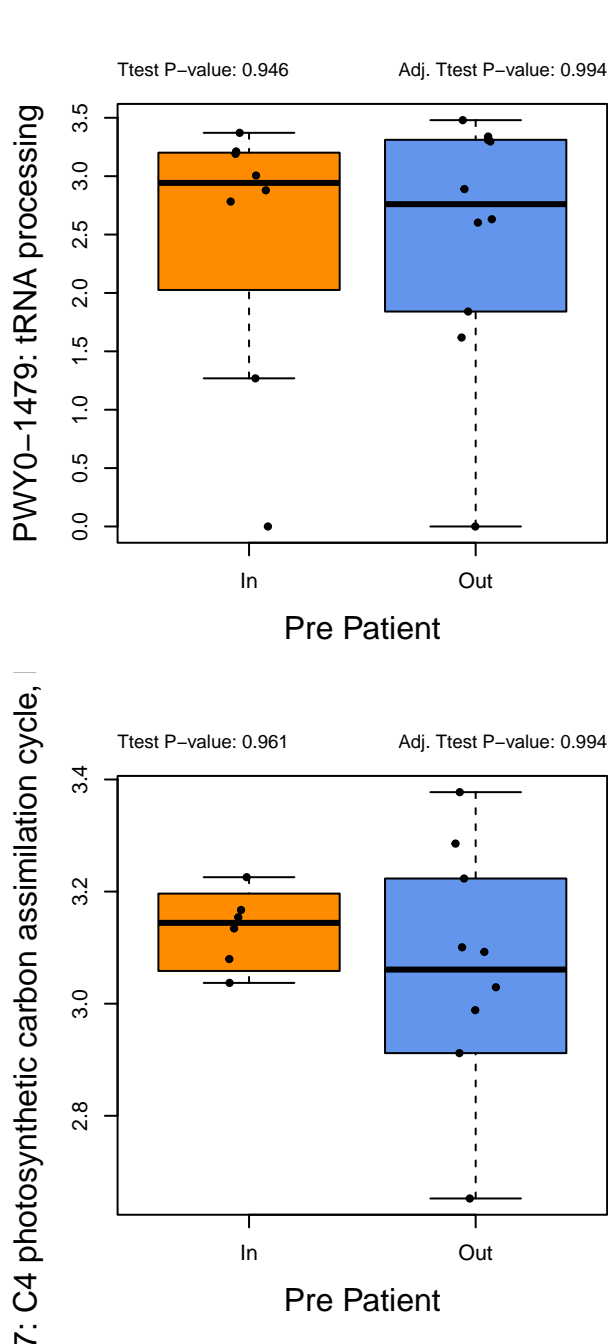 Ttest P−value: 0.946
Adj. Ttest P−value: 0.994
PWY0−1479: tRNA processing
3.5
3.0
2.5
2.0
1.5
1.0
0.5
0.0
In
Out
Pre Patient
Ttest P−value: 0.961
Adj. Ttest P−value: 0.994
7: C4 photosynthetic carbon assimilation cycle,
3.4
3.2
3.0
2.8
In
Out
Pre Patient